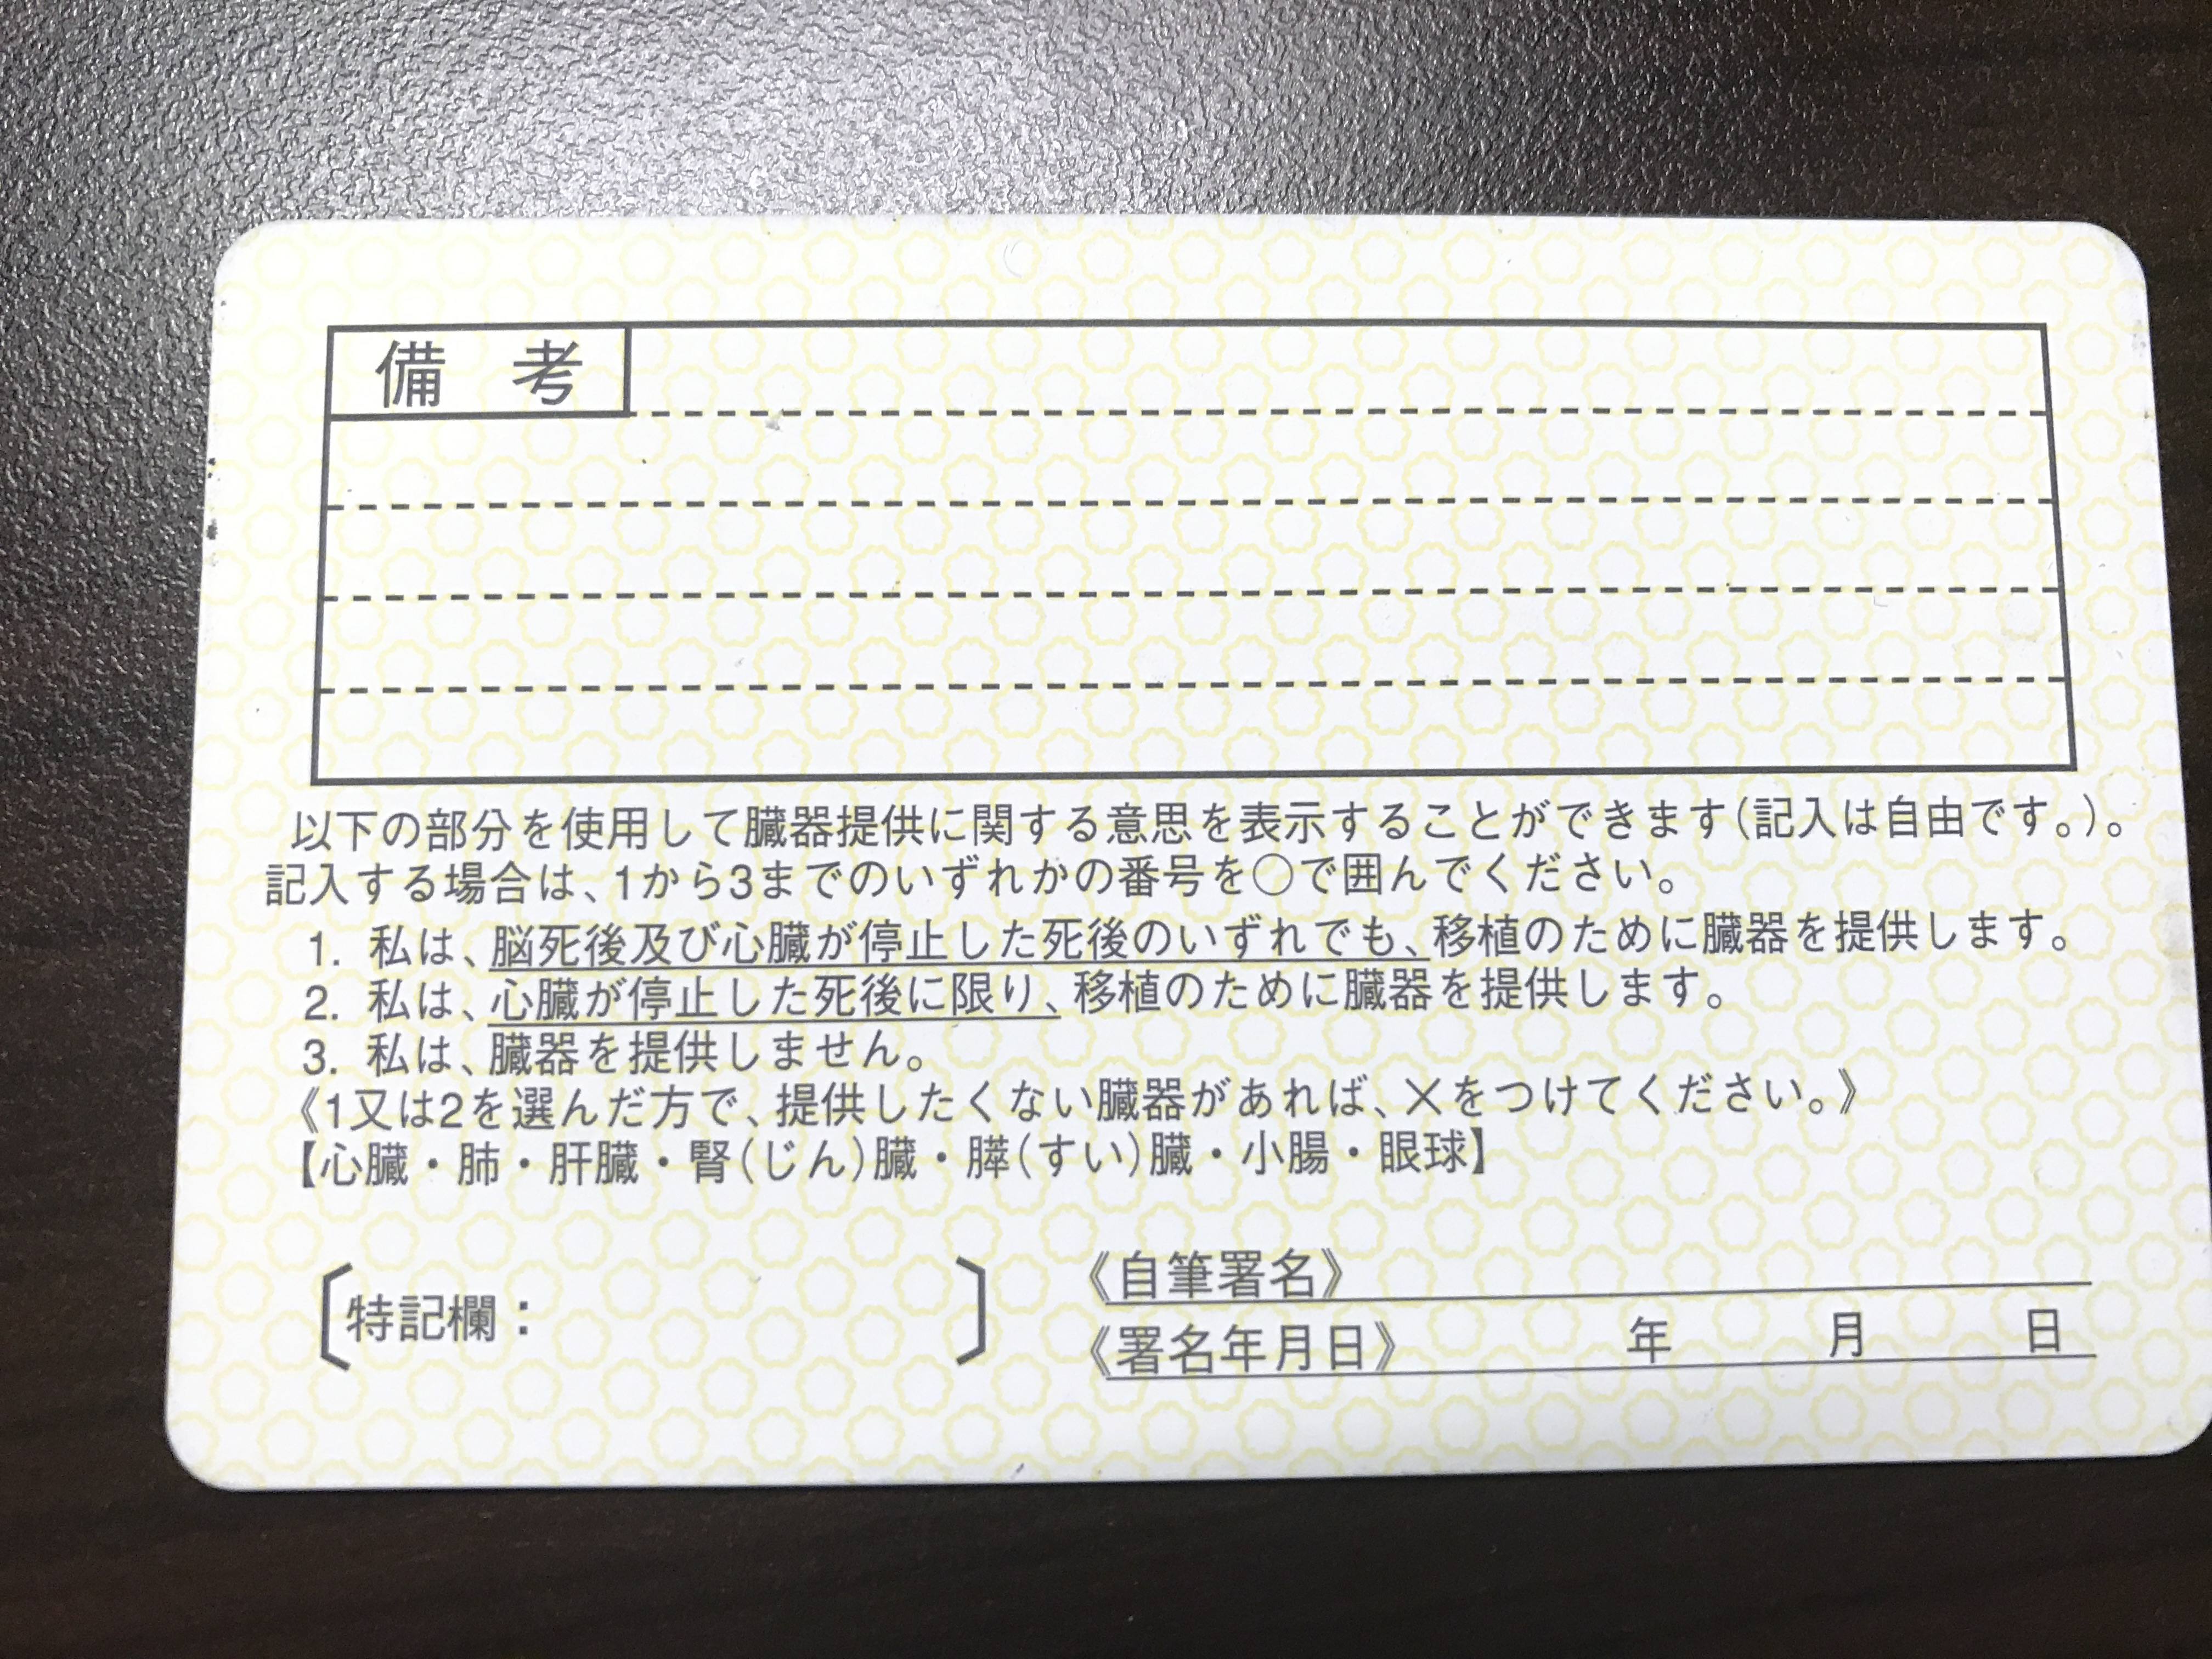 備 考
以下の部分を使用して臓器提供に関する意思を表示することができます(記入は自由です。)。
記入する場合は、1から3までのいずれかの番号を○で囲んでください。
1. 私は、脳死後及び心臓が停止した死後のいずれでも、移植のために臓器を提供します。
2. 私は、心臓が停止した死後に限り、移植のために臓器を提供します。
3. 私は、臓器を提供しません。
《1又は2を選んだ方で、提供したくない臓器があれば、×をつけてください。》
【心臓・肺・肝臓・腎(じん)臓・膵(すい)臓・小腸・眼球】
〔特記欄: 〕
《自筆署名》
《署名年月日》 年 月 日